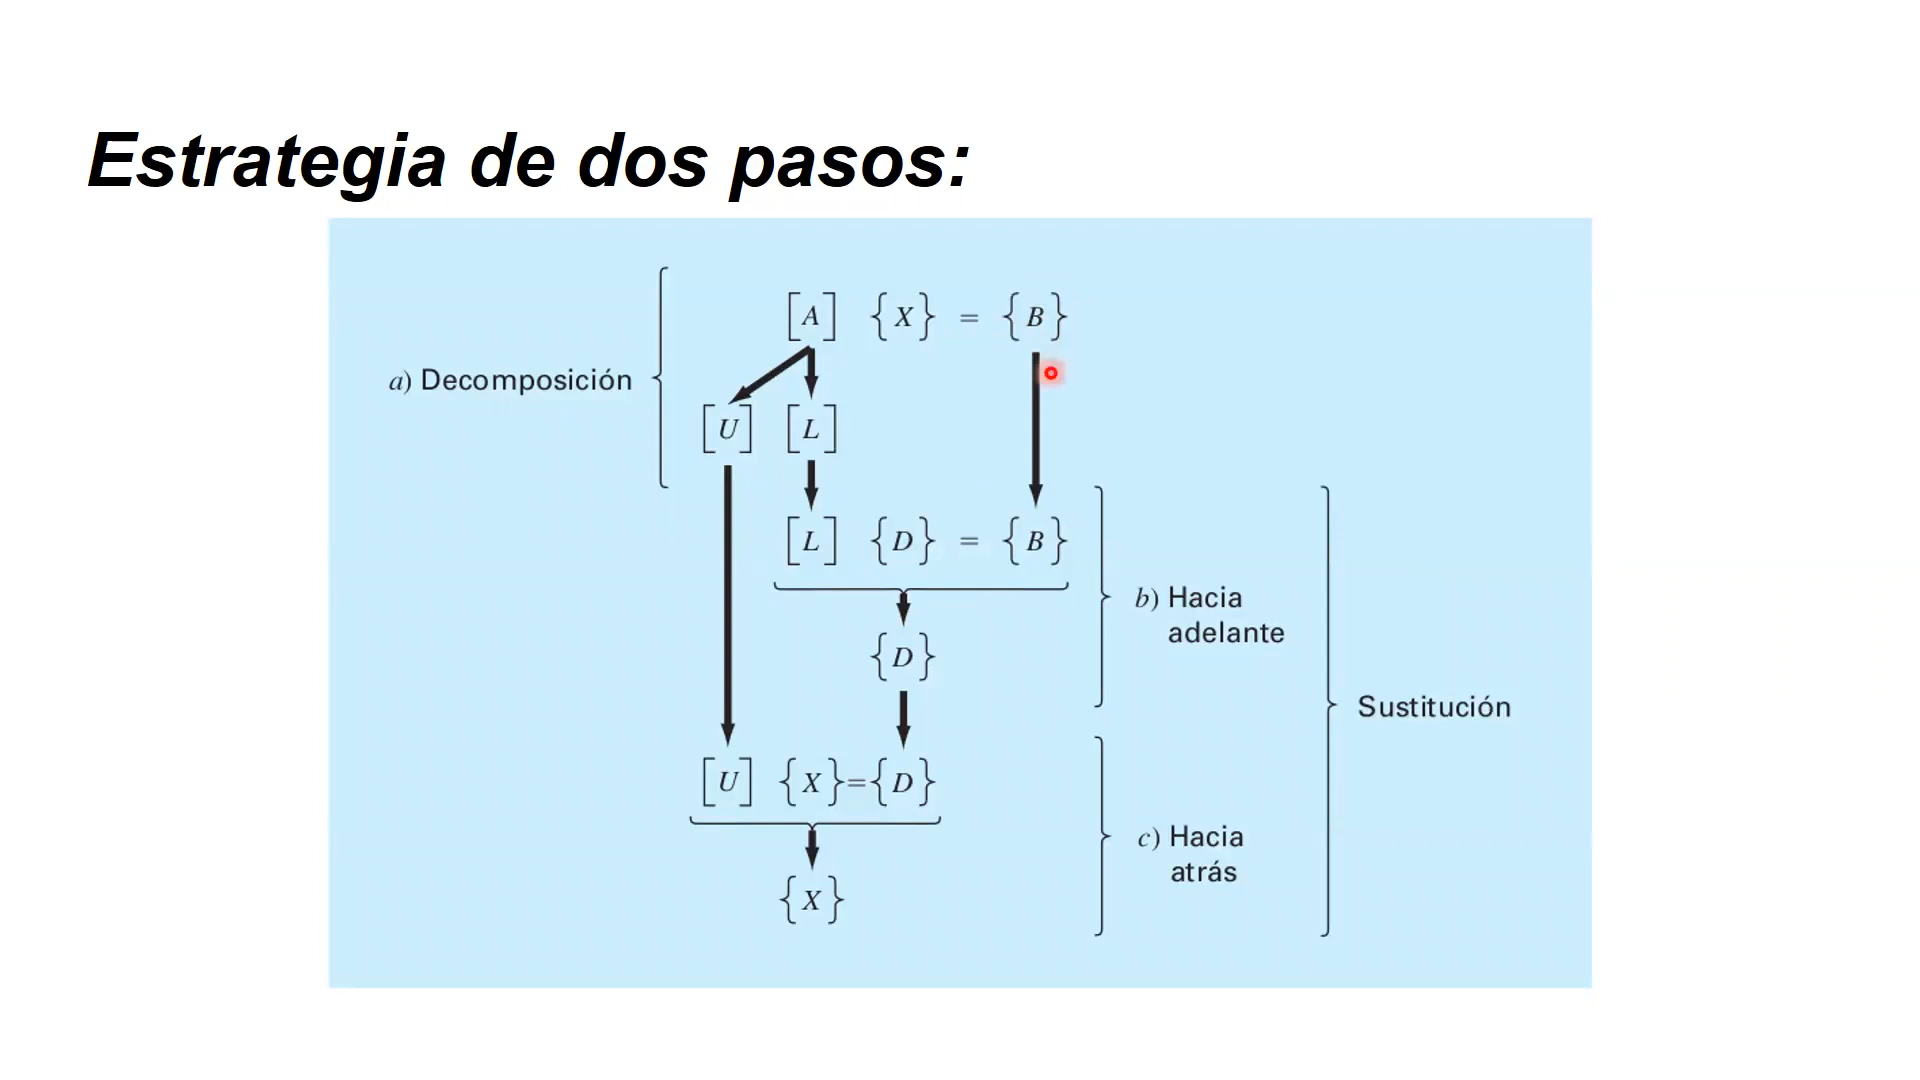 Estrategia de dos pasos:
[A] {X} = {B}
a) Decomposición
[U] [L]
[L] {D} = {B}
b) Hacia
adelante
{D}
Sustitución
[U] {X}={D}
c) Hacia
atrás
{X}